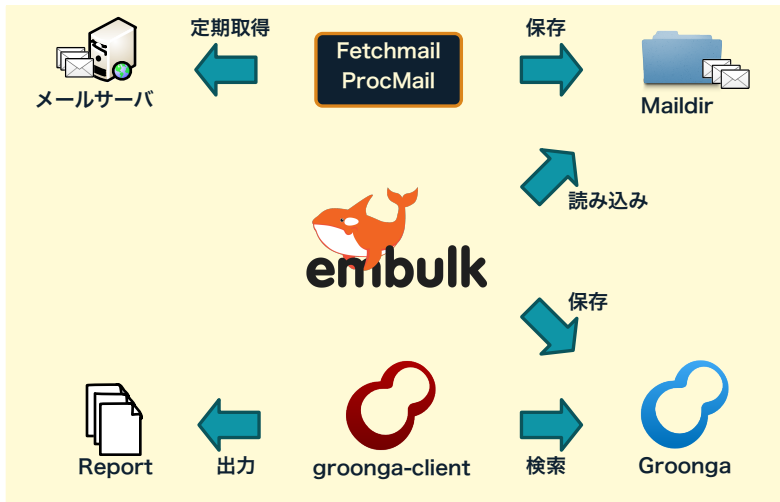 定期取得
保存
Fetchmail
ProcMail
メールサーバ
Maildir
読み込み
embulk
保存
Report
出力
groonga-client
検索
Groonga